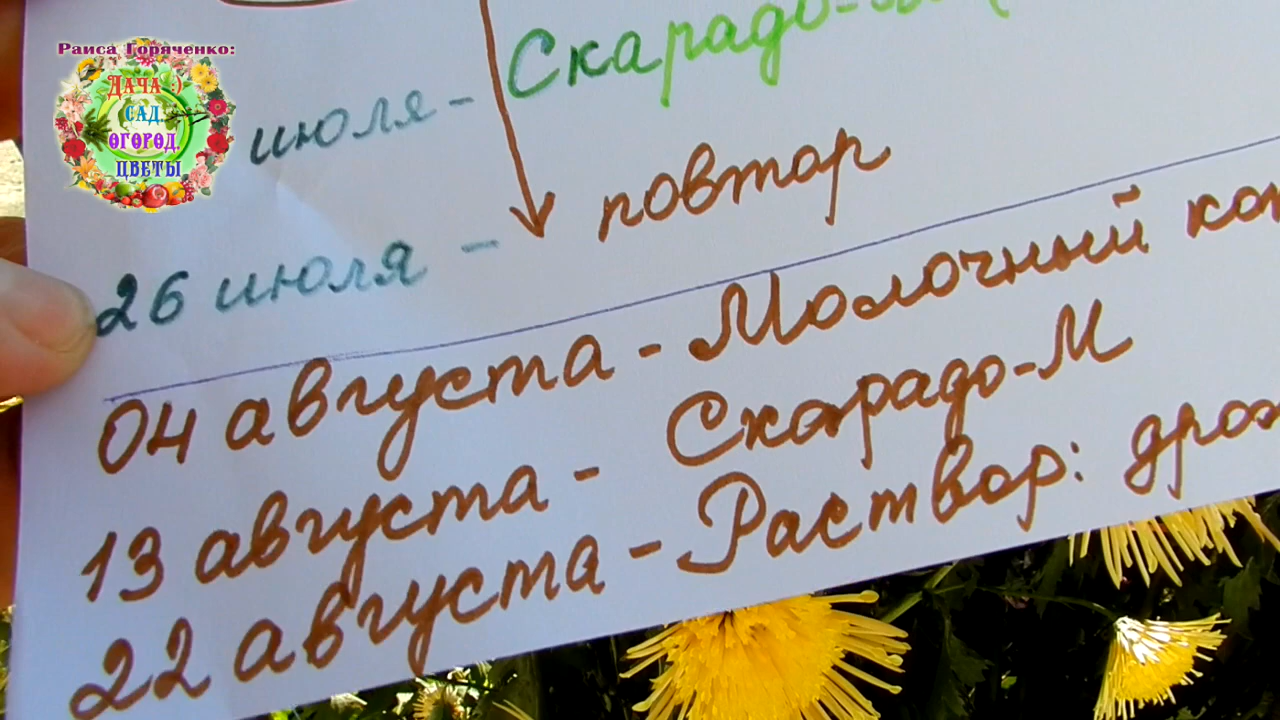 Раиса Горяченко:
Дача :)
сад,
огород,
цветы
июля - Скарадо-
26 июля - повтор
04 августа - Молочный
13 августа - Скарадо-М
22 августа - Раствор: